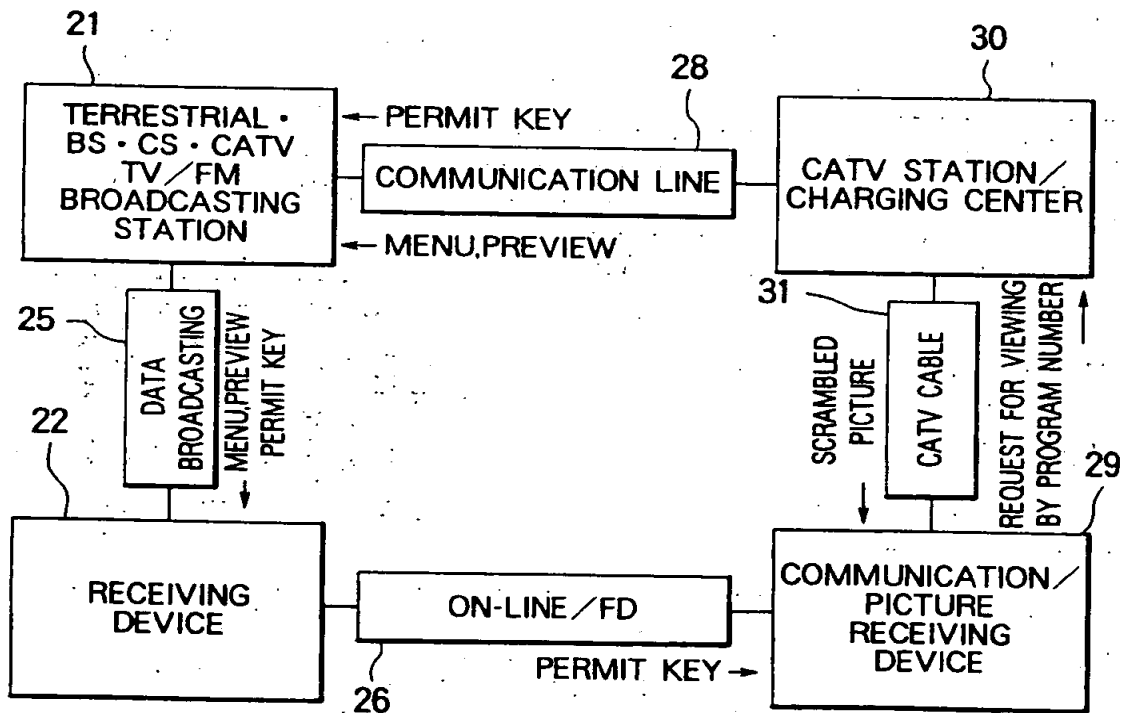 21
TERRESTRIAL・
BS・CS・CATV
TV／FM
BROADCASTING
STATION
PERMIT KEY
28
COMMUNICATION LINE
MENU,PREVIEW
30
CATV STATION／
CHARGING CENTER
25
DATA
BROADCASTING
MENU,PREVIEW
PERMIT KEY
31
SCRAMBLED
PICTURE
CATV CABLE
REQUEST FOR VIEWING
BY PROGRAM NUMBER
22
RECEIVING
DEVICE
ON-LINE／FD
26
PERMIT KEY
29
COMMUNICATION／
PICTURE
RECEIVING
DEVICE